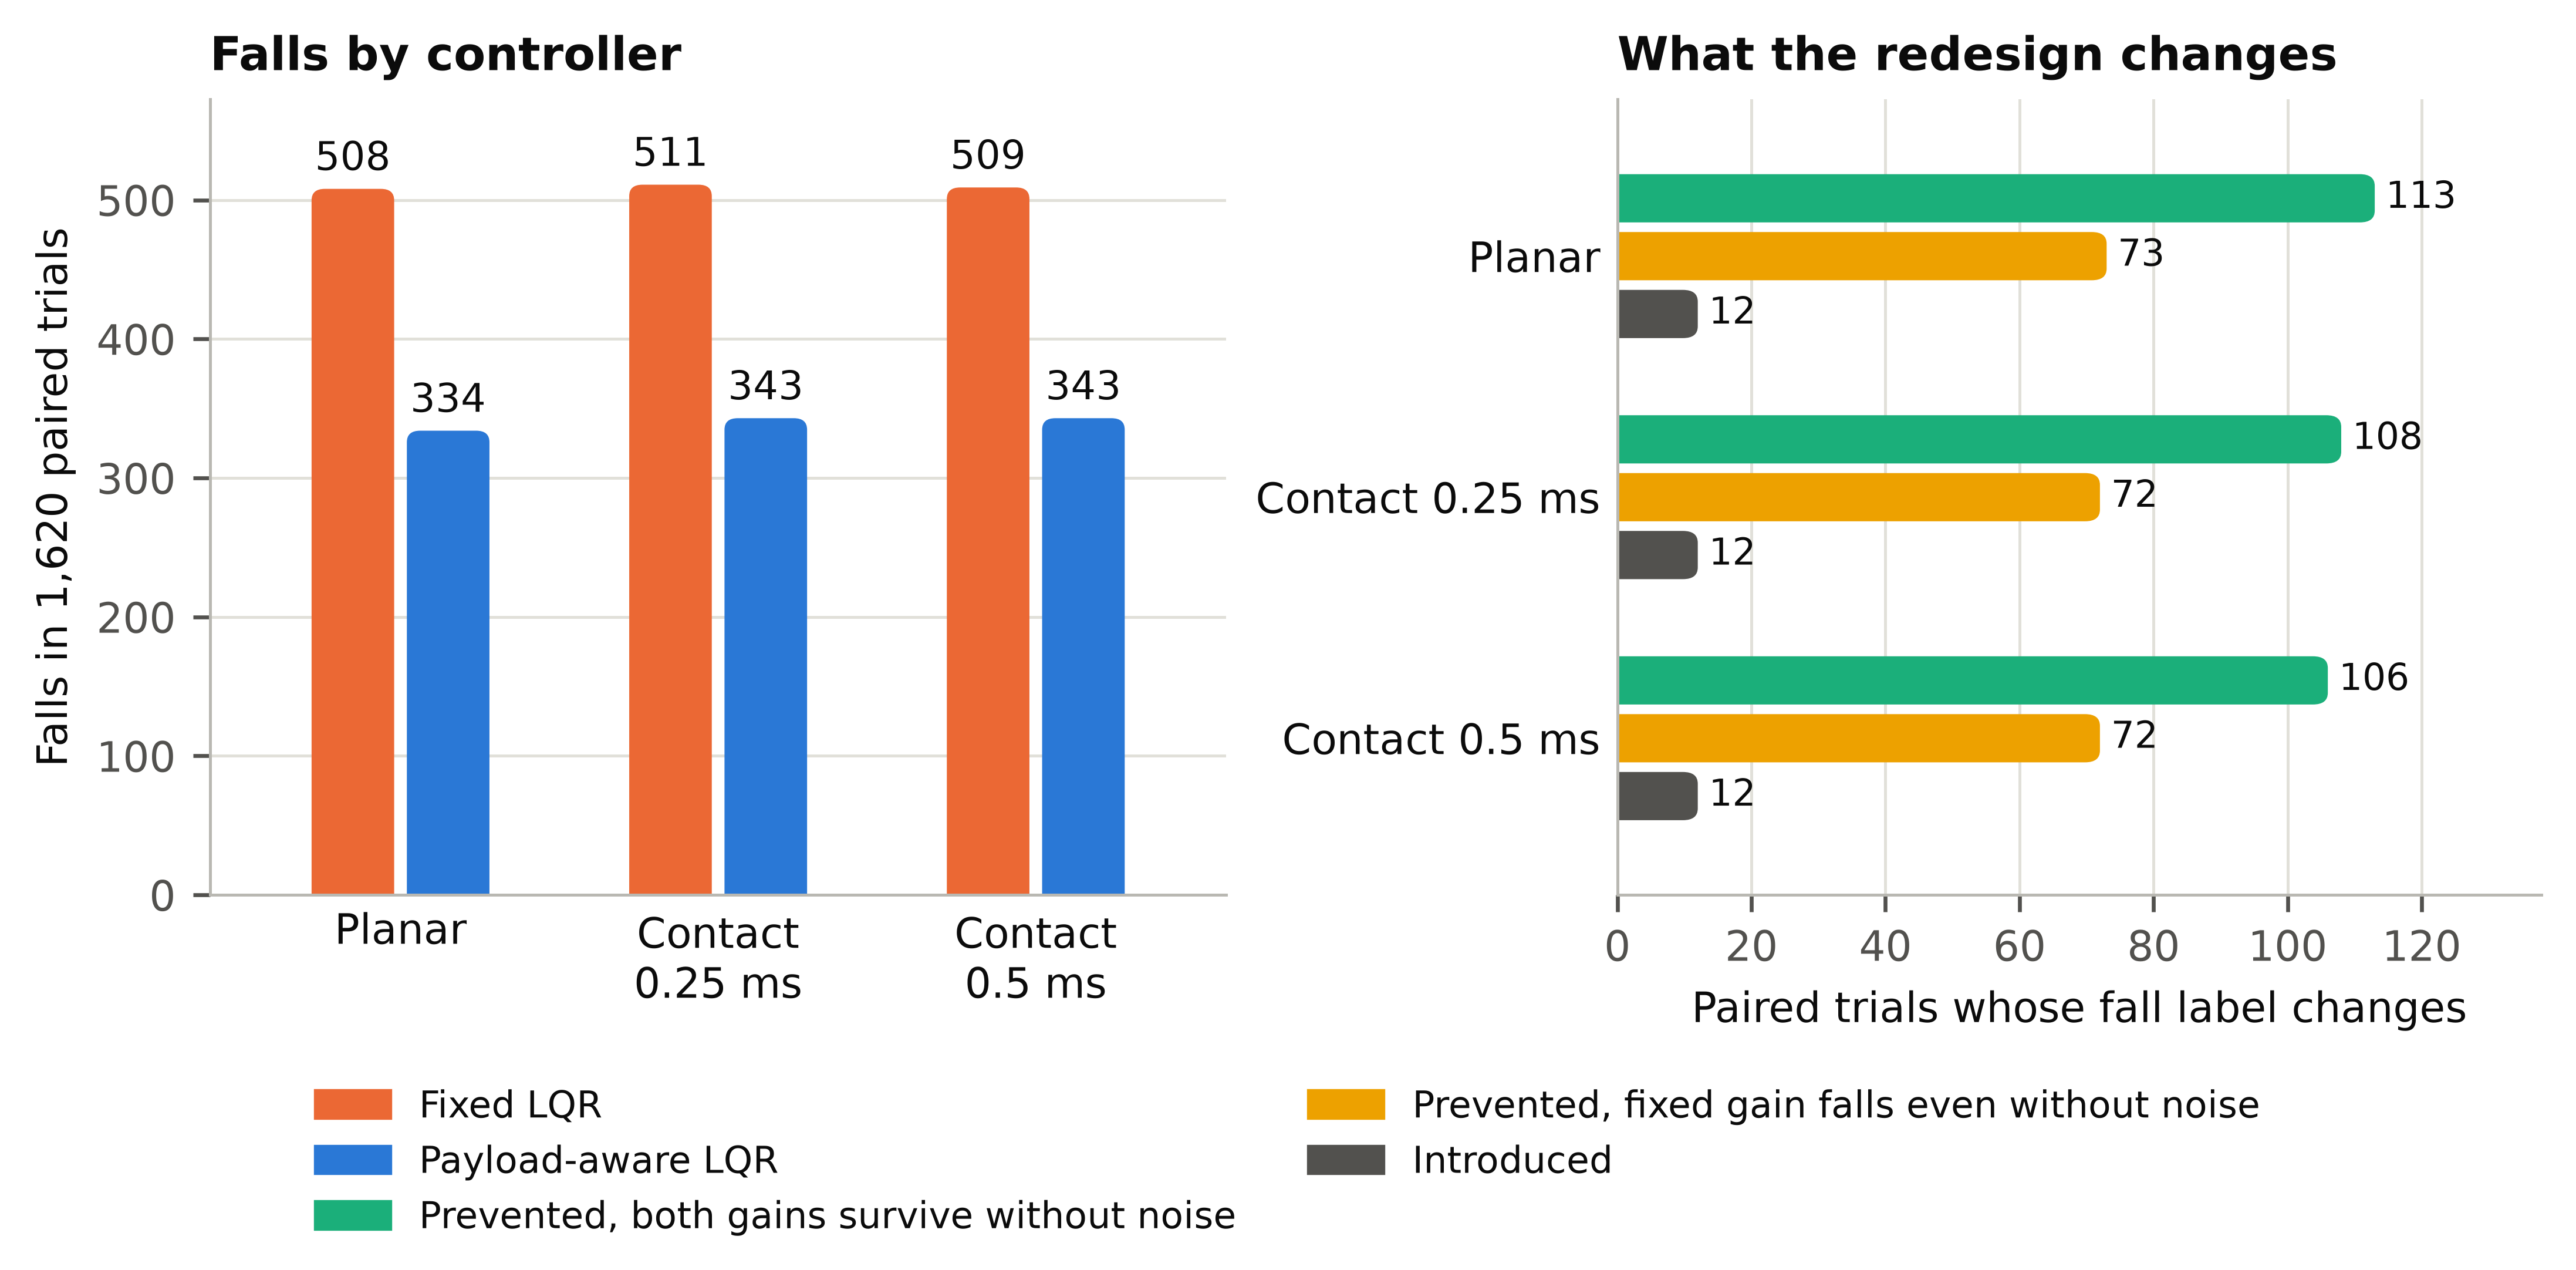 Falls by controller
Falls in 1,620 paired trials
500
400
300
200
100
0
508
334
511
343
509
343
Planar
Contact
0.25 ms
Contact
0.5 ms
What the redesign changes
Planar
113
73
12
Contact 0.25 ms
108
72
12
Contact 0.5 ms
106
72
12
0 20 40 60 80 100 120
Paired trials whose fall label changes
Fixed LQR
Payload-aware LQR
Prevented, both gains survive without noise
Prevented, fixed gain falls even without noise
Introduced